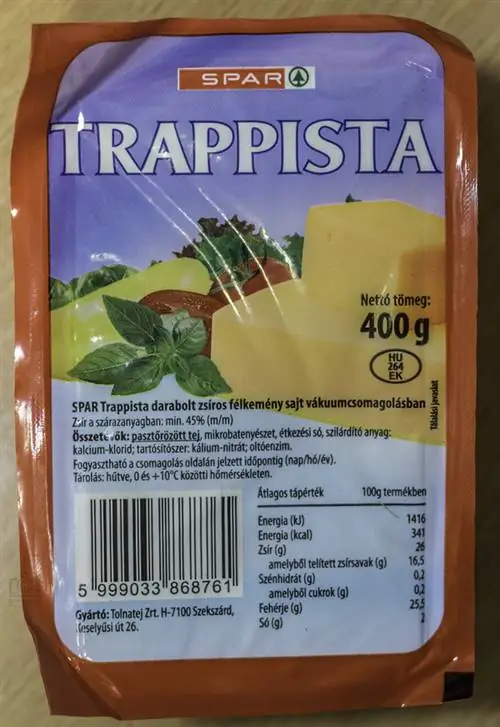 SPAR
TRAPPISTA
Nettó tömeg:
400 g
HU
264
EK
Tálalási javaslat
SPAR Trappista darabolt zsíros félkemény sajt vákuumcsomagolásban
Zsír a szárazanyagban: min. 45% (m/m)
Összetevők: pasztőrözött tej, mikrobatenyészet, étkezési só, szilárdító anyag:
kalcium-klorid; tartósítószer: kálium-nitrát; oltóenzim.
Fogyasztható a csomagolás oldalán jelzett időpontig (nap/hó/év).
Tárolás: hűtve, 0 és +10°C közötti hőmérsékleten.
Átlagos tápérték 100g termékben
Energia (kJ) 1416
Energia (kcal) 341
Zsír (g) 26
amelyből telített zsírsavak (g) 16,5
Szénhidrát (g) 0,2
amelyből cukrok (g) 0,2
Fehérje (g) 25,5
Só (g) 2
5 999033 868761
Gyártó: Tolnatej Zrt. H-7100 Szekszárd,
Keselyűsi út 26.